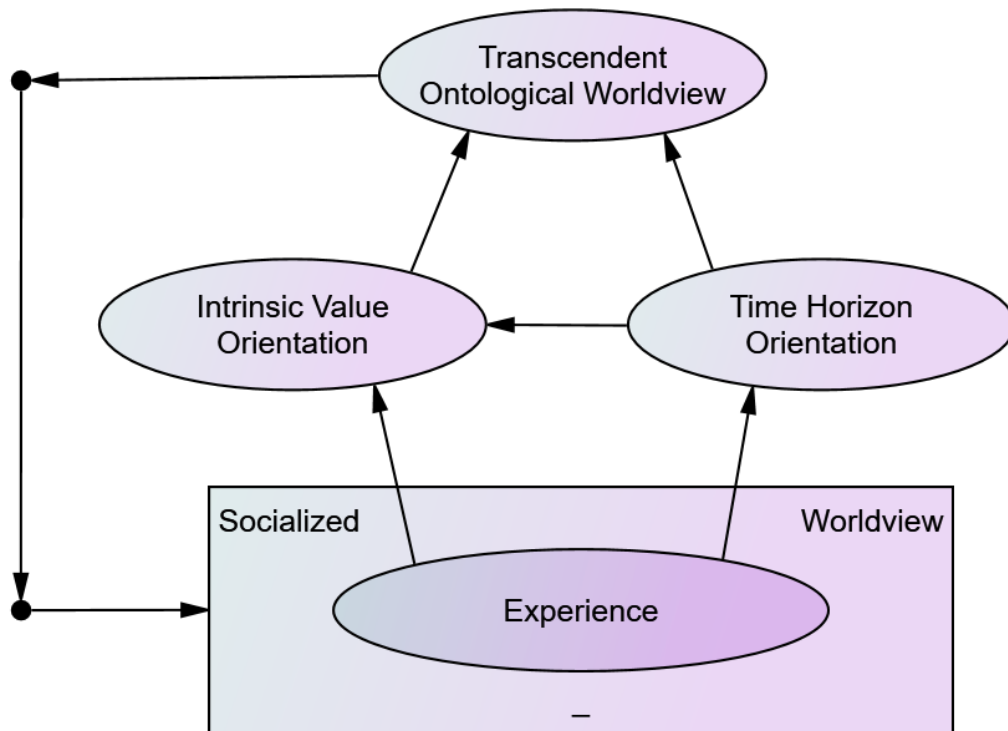 Transcendent
Ontological Worldview
Intrinsic Value
Orientation
Time Horizon
Orientation
Socialized
Worldview
Experience
–